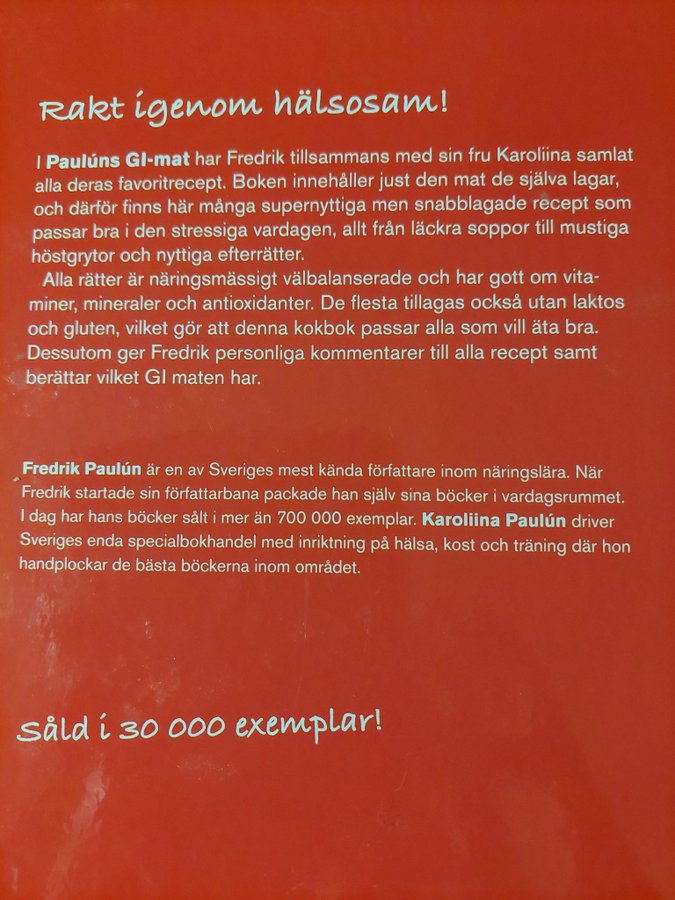 Rakt igenom hälsosam!
I Paulúns GI-mat har Fredrik tillsammans med sin fru Karoliina samlat
alla deras favoritrecept. Boken innehåller just den mat de själva lagar,
och därför finns här många supernyttiga men snabblagade recept som
passar bra i den stressiga vardagen, allt från läckra soppor till mustiga
höstgrytor och nyttiga efterrätter.
Alla rätter är näringsmässigt välbalanserade och har gott om vita-
miner, mineraler och antioxidanter. De flesta tillagas också utan laktos
och gluten, vilket gör att denna kokbok passar alla som vill äta bra.
Dessutom ger Fredrik personliga kommentarer till alla recept samt
berättar vilket GI maten har.
Fredrik Paulún är en av Sveriges mest kända författare inom näringslära. När
Fredrik startade sin författarbana packade han själv sina böcker i vardagsrummet.
I dag har hans böcker sålt i mer än 700 000 exemplar. Karoliina Paulún driver
Sveriges enda specialbokhandel med inriktning på hälsa, kost och träning där hon
handplockar de bästa böckerna inom området.
Såld i 30 000 exemplar!